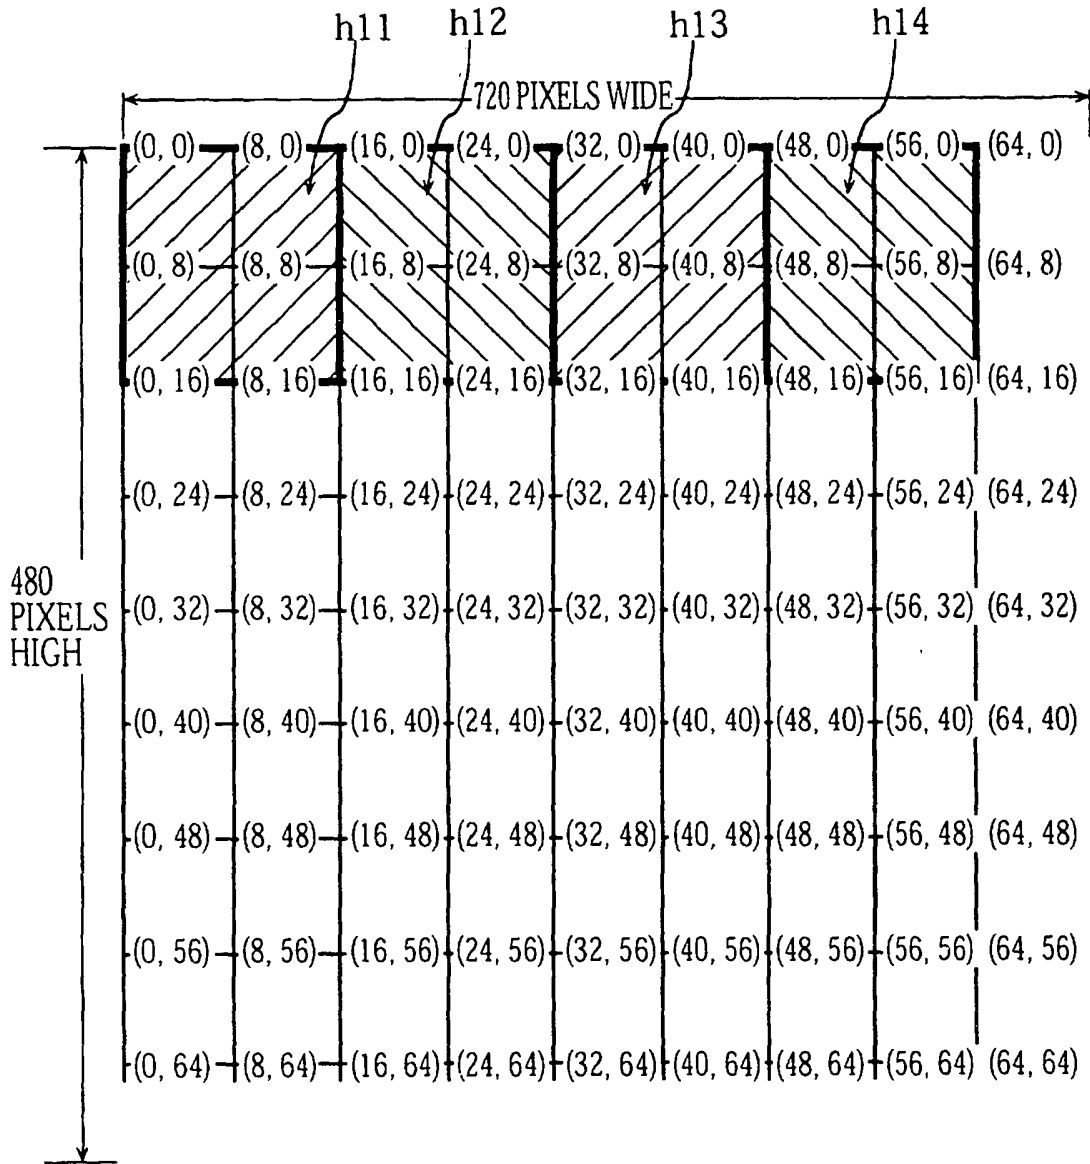 h11 h12 h13 h14
720 PIXELS WIDE
(0, 0) (8, 0) (16, 0) (24, 0) (32, 0) (40, 0) (48, 0) (56, 0) (64, 0)
(0, 8) (8, 8) (16, 8) (24, 8) (32, 8) (40, 8) (48, 8) (56, 8) (64, 8)
(0, 16) (8, 16) (16, 16) (24, 16) (32, 16) (40, 16) (48, 16) (56, 16) (64, 16)
(0, 24) (8, 24) (16, 24) (24, 24) (32, 24) (40, 24) (48, 24) (56, 24) (64, 24)
480
PIXELS
HIGH
(0, 32) (8, 32) (16, 32) (24, 32) (32, 32) (40, 32) (48, 32) (56, 32) (64, 32)
(0, 40) (8, 40) (16, 40) (24, 40) (32, 40) (40, 40) (48, 40) (56, 40) (64, 40)
(0, 48) (8, 48) (16, 48) (24, 48) (32, 48) (40, 48) (48, 48) (56, 48) (64, 48)
(0, 56) (8, 56) (16, 56) (24, 56) (32, 56) (40, 56) (48, 56) (56, 56) (64, 56)
(0, 64) (8, 64) (16, 64) (24, 64) (32, 64) (40, 64) (48, 64) (56, 64) (64, 64)